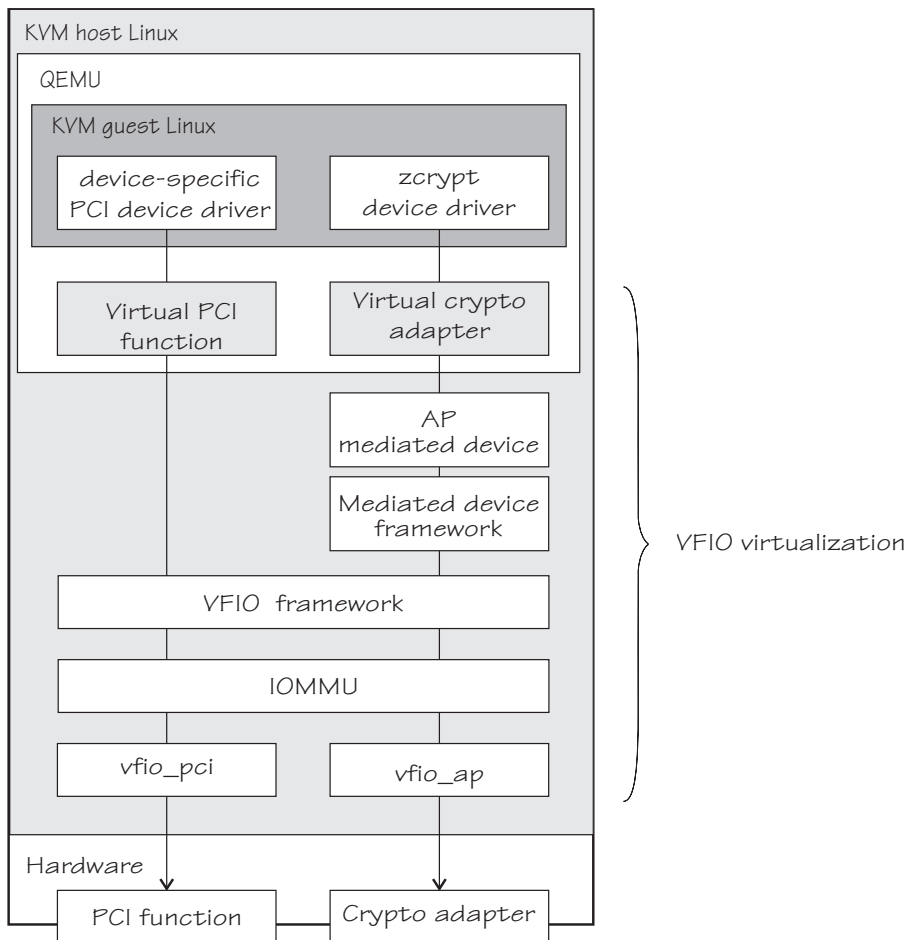 KVM host Linux
QEMU
KVM guest Linux
device-specific
PCI device driver
zcrypt
device driver
Virtual PCI
function
Virtual crypto
adapter
AP
mediated device
Mediated device
framework
VFIO virtualization
VFIO framework
IOMMU
vfio_pci
vfio_ap
Hardware
PCI function
Crypto adapter